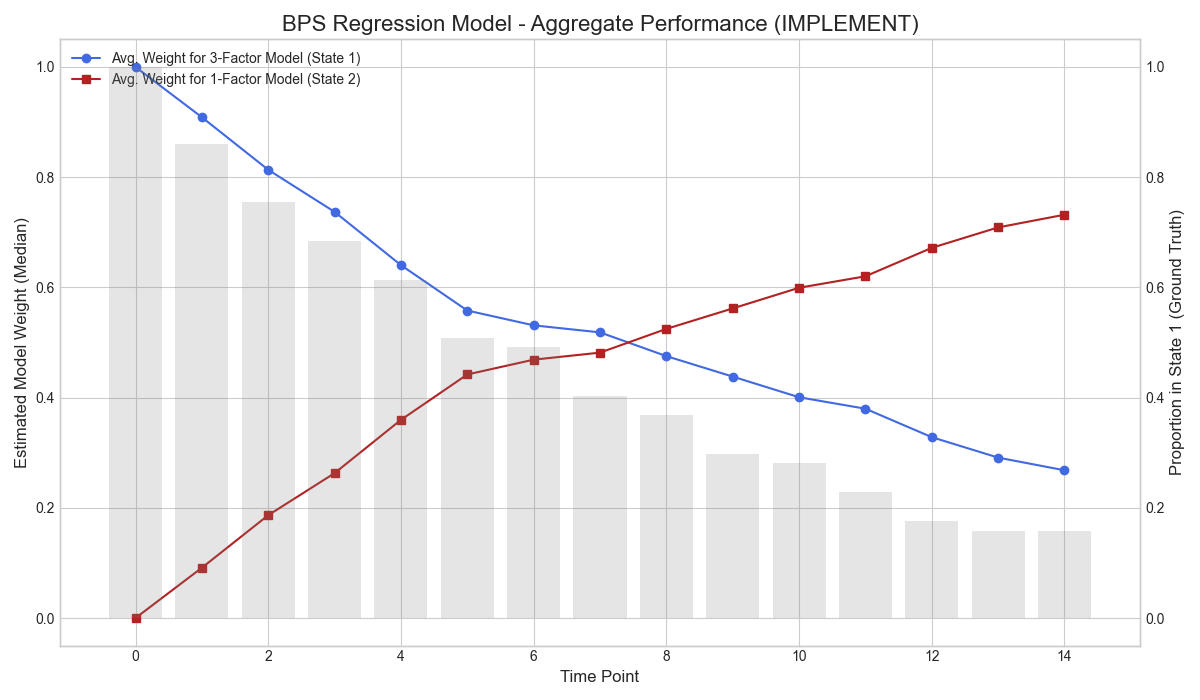 BPS Regression Model - Aggregate Performance (IMPLEMENT)
Avg. Weight for 3-Factor Model (State 1)
Avg. Weight for 1-Factor Model (State 2)
Estimated Model Weight (Median)
1.0
0.8
0.6
0.4
0.2
0.0
1.0
0.8
0.6
0.4
0.2
0.0
Proportion in State 1 (Ground Truth)
0 2 4 6 8 10 12 14
Time Point